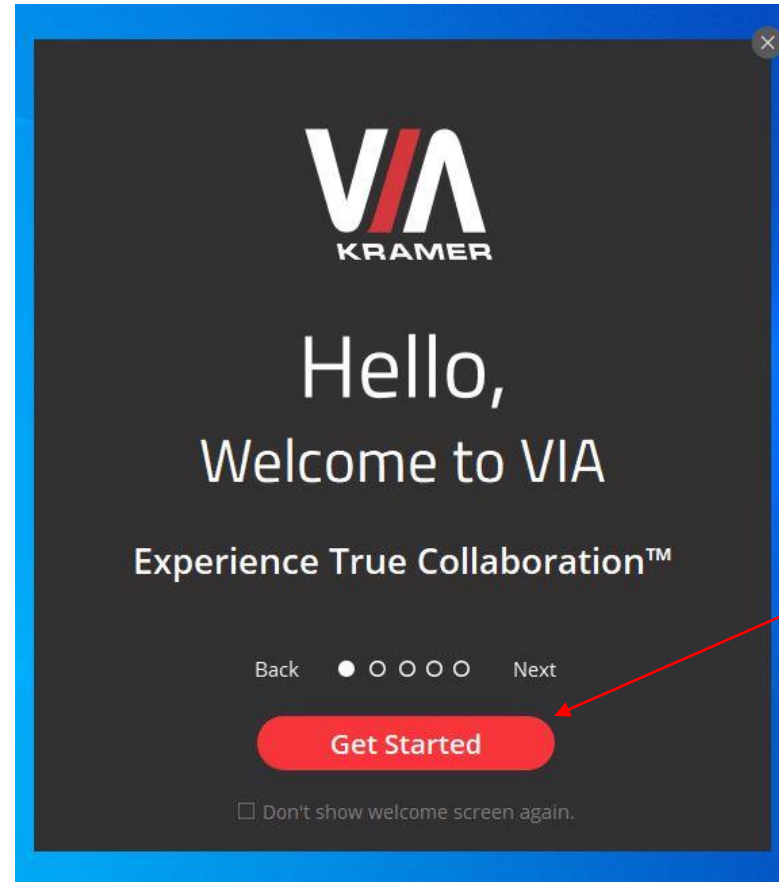 VIA
KRAMER
Hello,
Welcome to VIA
Experience True Collaboration™
Back Next
Get Started
Don't show welcome screen again.